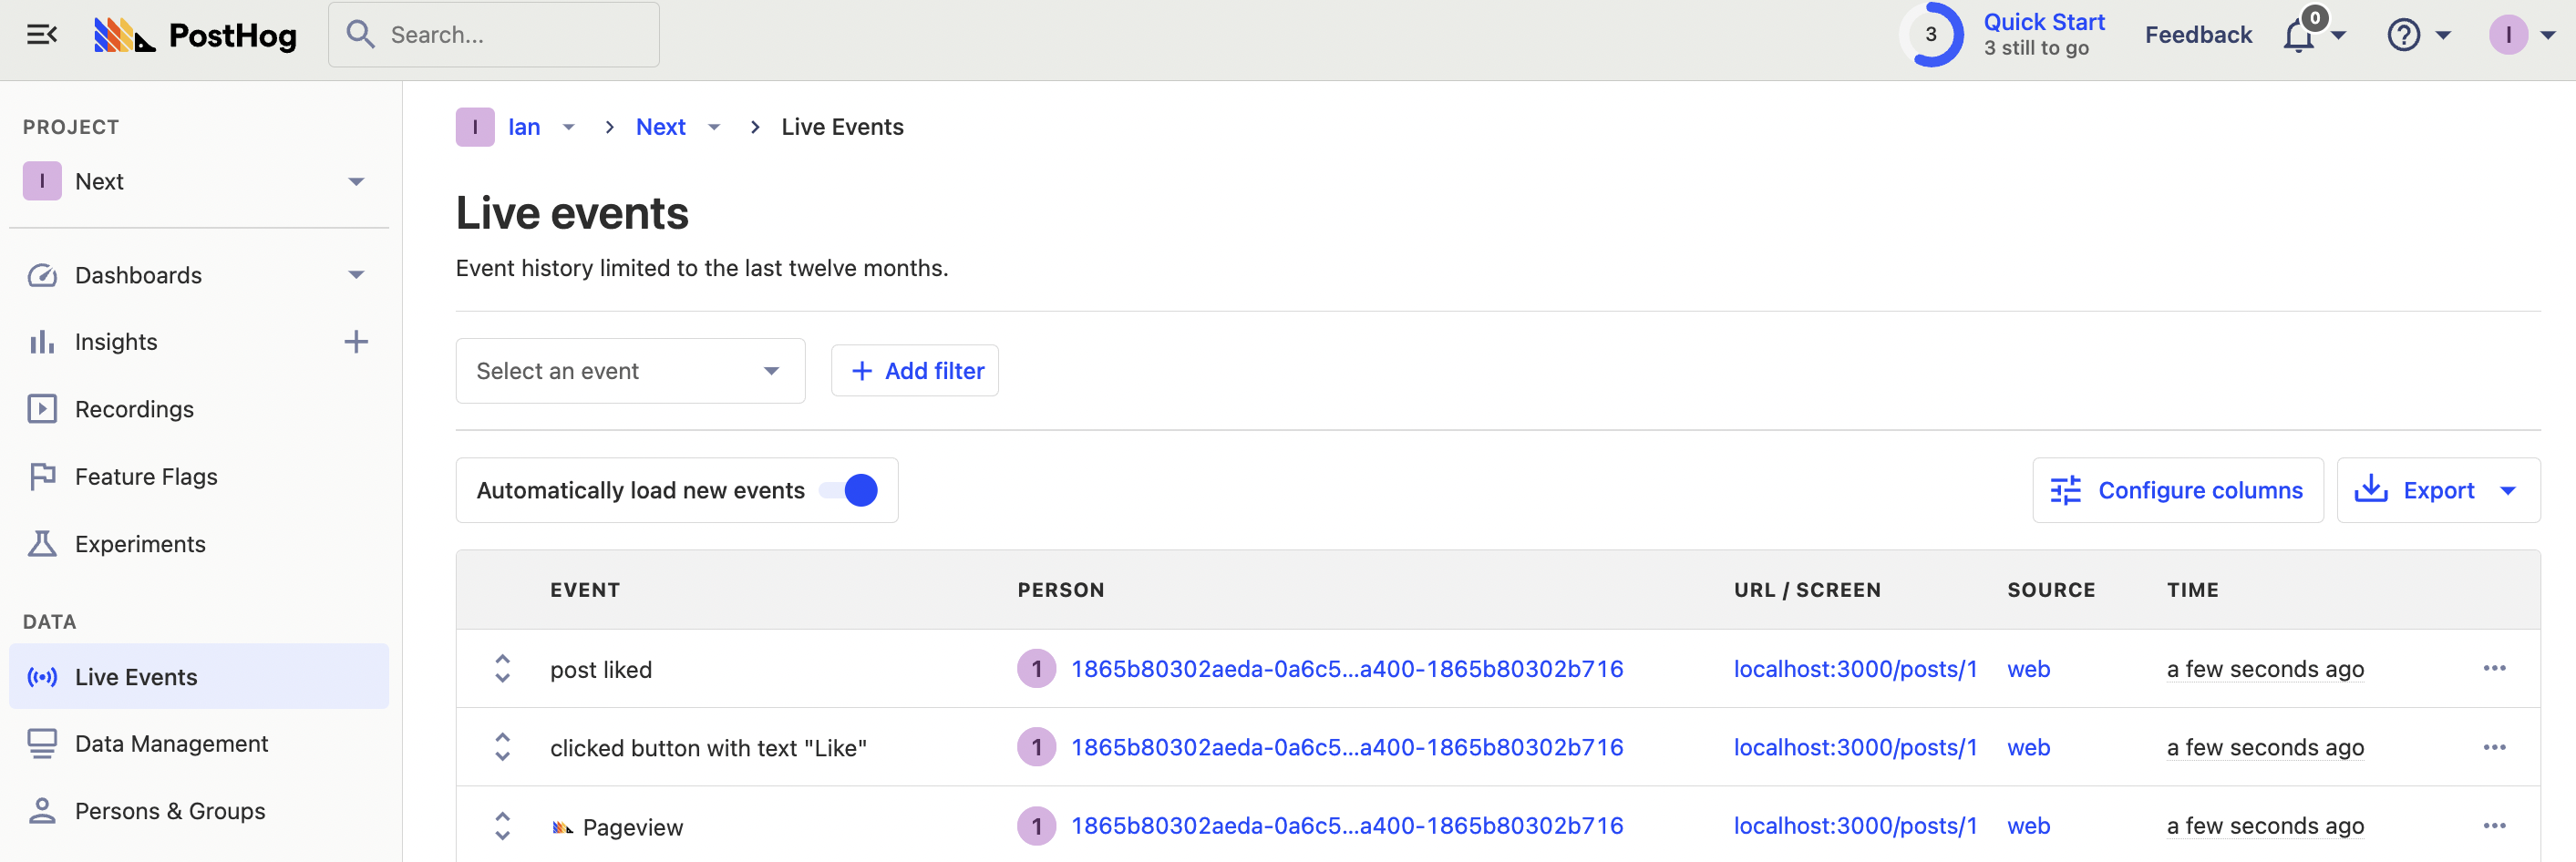 PostHog
Search...
3
Quick Start
3 still to go
Feedback
0
I
PROJECT
I Next
Dashboards
Insights
Recordings
Feature Flags
Experiments
DATA
Live Events
Data Management
Persons & Groups
I Ian > Next > Live Events
Live events
Event history limited to the last twelve months.
Select an event
Add filter
Automatically load new events
Configure columns
Export
EVENT PERSON URL / SCREEN SOURCE TIME
post liked 1 1865b80302aeda-0a6c5...a400-1865b80302b716 localhost:3000/posts/1 web a few seconds ago
clicked button with text "Like" 1 1865b80302aeda-0a6c5...a400-1865b80302b716 localhost:3000/posts/1 web a few seconds ago
Pageview 1 1865b80302aeda-0a6c5...a400-1865b80302b716 localhost:3000/posts/1 web a few seconds ago